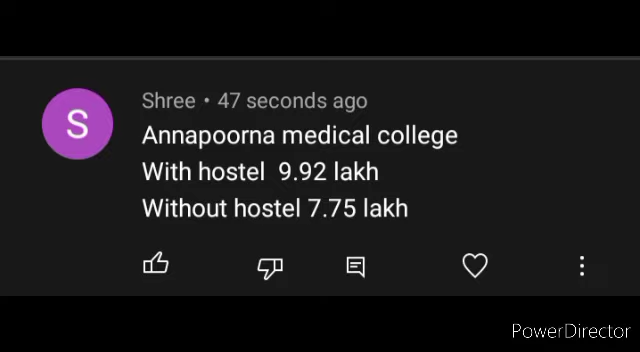 S
Shree • 47 seconds ago
Annapoorna medical college
With hostel  9.92 lakh
Without hostel 7.75 lakh
PowerDirector